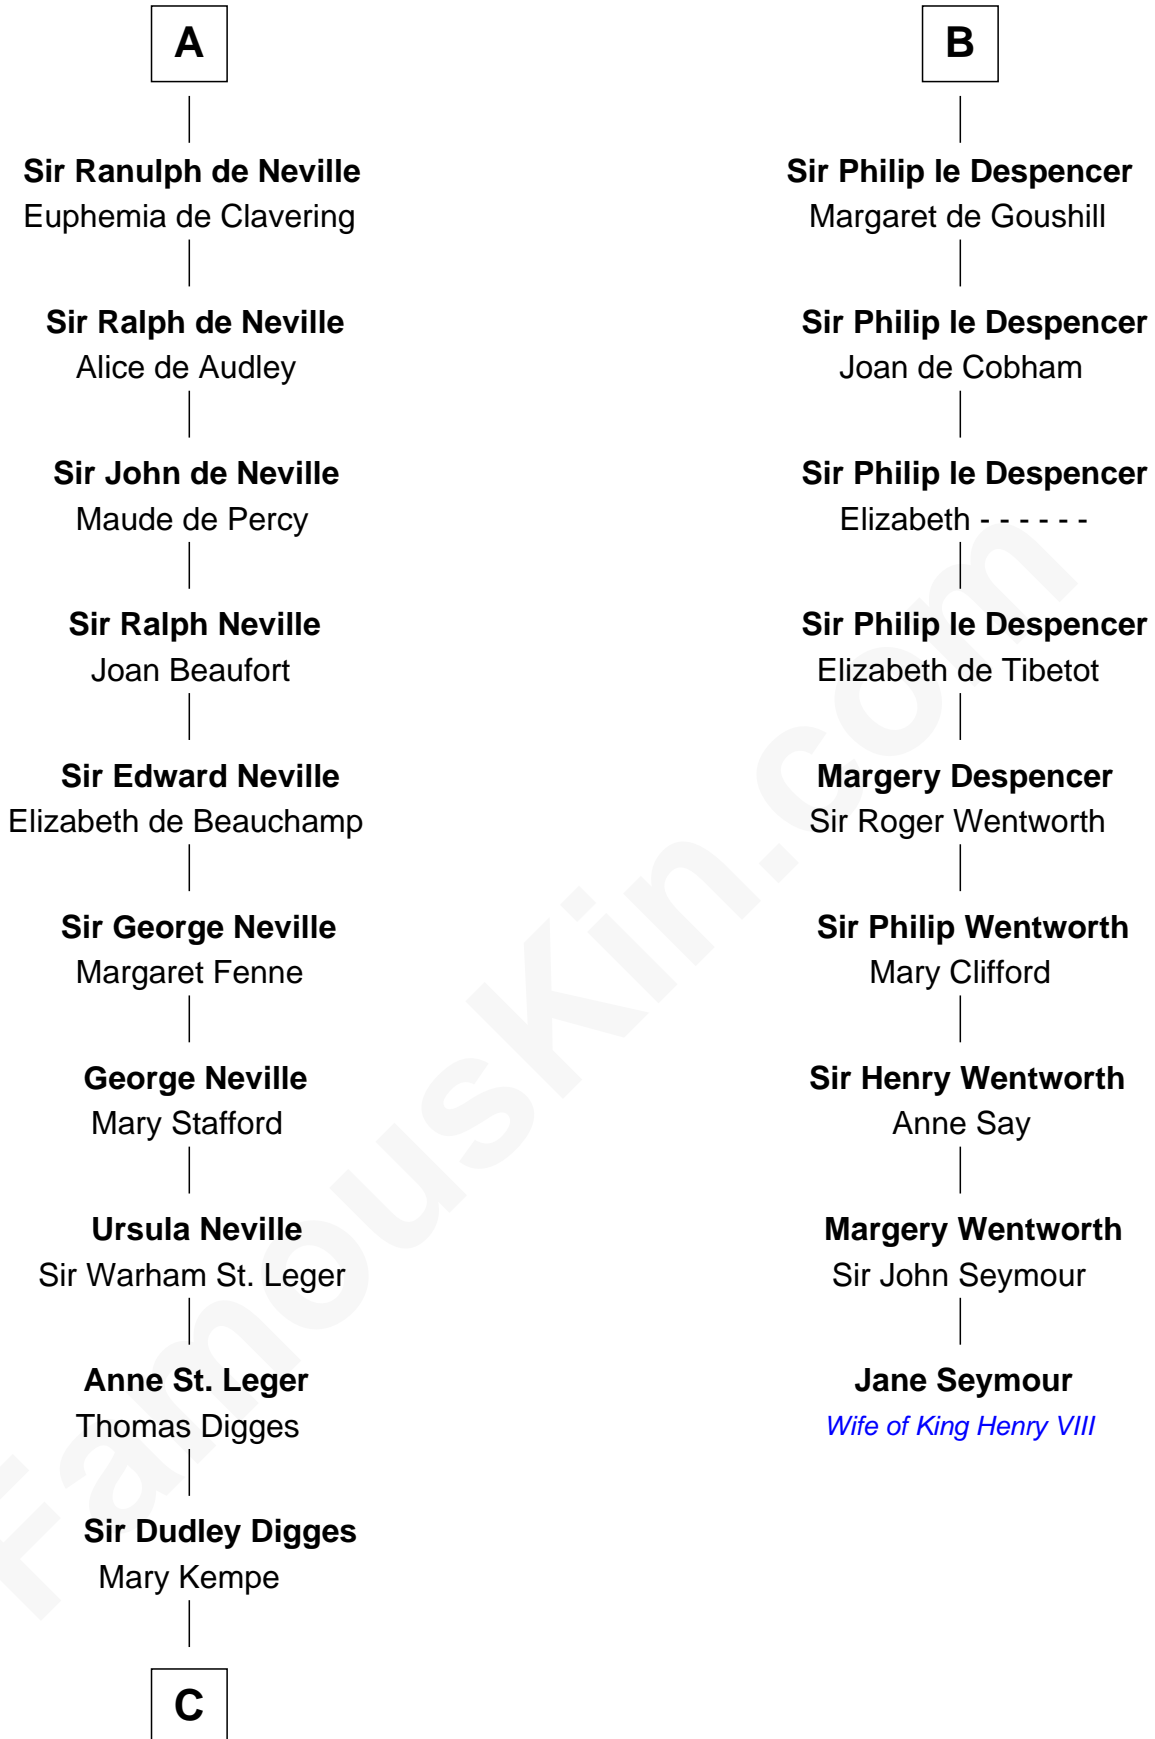 A
Sir Ranulph de Neville
Euphemia de Clavering
Sir Ralph de Neville
Alice de Audley
Sir John de Neville
Maude de Percy
Sir Ralph Neville
Joan Beaufort
Sir Edward Neville
Elizabeth de Beauchamp
Sir George Neville
Margaret Fenne
George Neville
Mary Stafford
Ursula Neville
Sir Warham St. Leger
Anne St. Leger
Thomas Digges
Sir Dudley Digges
Mary Kempe
C
B
Sir Philip le Despencer
Margaret de Goushill
Sir Philip le Despencer
Joan de Cobham
Sir Philip le Despencer
Elizabeth - - - - - -
Sir Philip le Despencer
Elizabeth de Tibetot
Margery Despencer
Sir Roger Wentworth
Sir Philip Wentworth
Mary Clifford
Sir Henry Wentworth
Anne Say
Margery Wentworth
Sir John Seymour
Jane Seymour
Wife of King Henry VIII
FamousKin.com